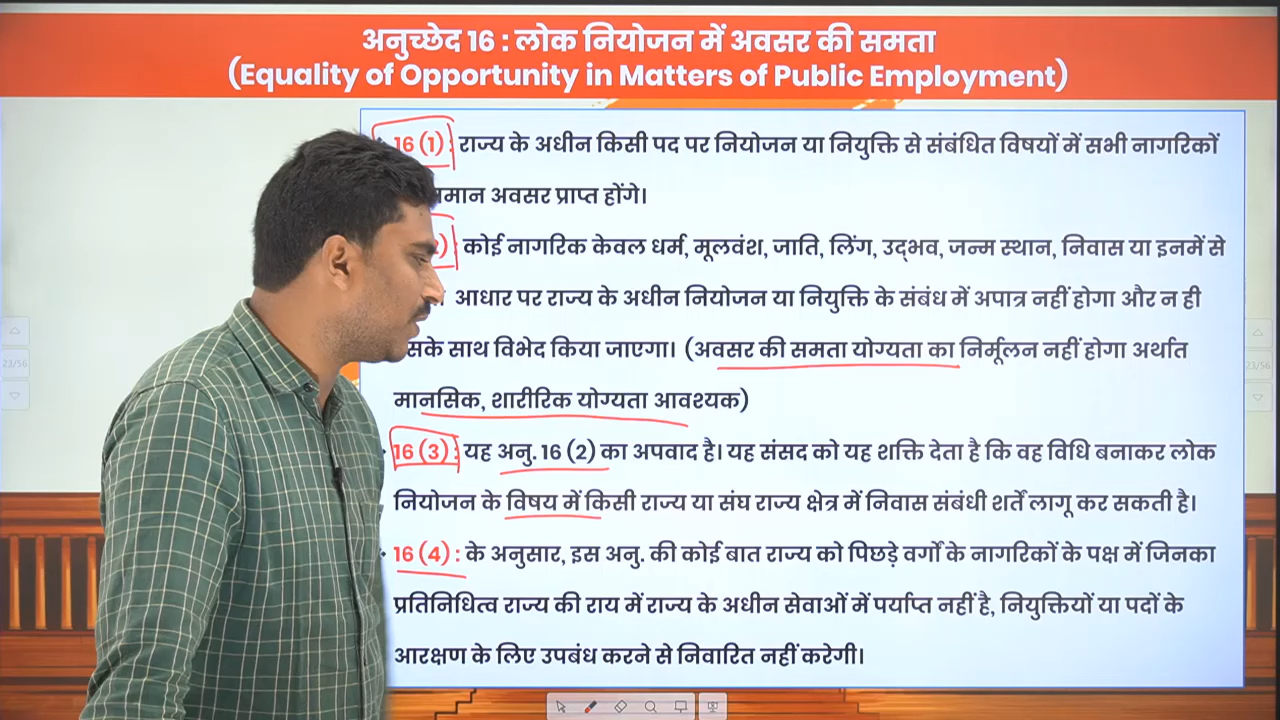 अनुच्छेद 16 : लोक नियोजन में अवसर की समता
(Equality of Opportunity in Matters of Public Employment)
16 (1) : राज्य के अधीन किसी पद पर नियोजन या नियुक्ति से संबंधित विषयों में सभी नागरिकों
अवसर प्राप्त होंगे।
कोई नागरिक केवल धर्म, मूलवंश, जाति, लिंग, उद्भव, जन्म स्थान, निवास या इनमें से
आधार पर राज्य के अधीन नियोजन या नियुक्ति के संबंध में अपात्र नहीं होगा और न ही
के साथ विभेद किया जाएगा। (अवसर की समता योग्यता का निर्मूलन नहीं होगा अर्थात
मानसिक, शारीरिक योग्यता आवश्यक)
16 (3) : यह अनु. 16 (2) का अपवाद है। यह संसद को यह शक्ति देता है कि वह विधि बनाकर लोक
नियोजन के विषय में किसी राज्य या संघ राज्य क्षेत्र में निवास संबंधी शर्ते लागू कर सकती है।
16 (4) : के अनुसार, इस अनु. की कोई बात राज्य को पिछड़े वर्गों के नागरिकों के पक्ष में जिनका
प्रतिनिधित्व राज्य की राय में राज्य के अधीन सेवाओं में पर्याप्त नहीं है, नियुक्तियों या पदों के
आरक्षण के लिए उपबंध करने से निवारित नहीं करेगी।
23/56
23/56